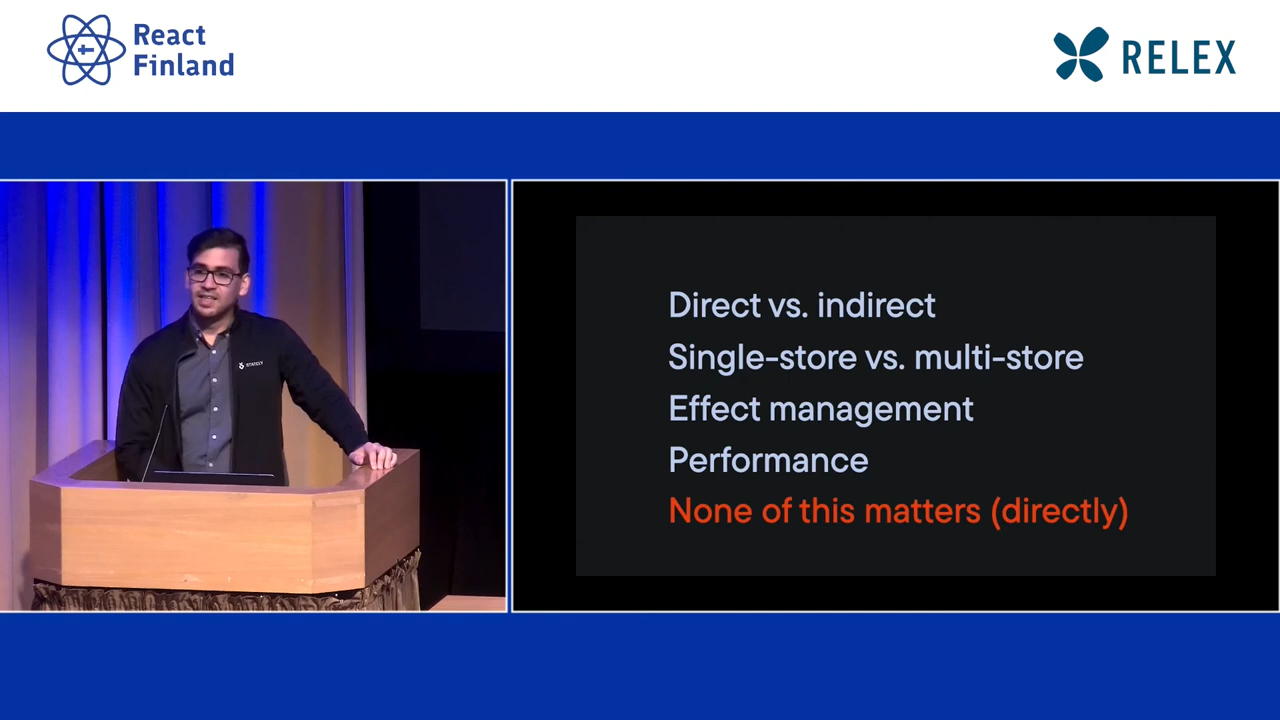 React
Finland
RELEX
STATELY
Direct vs. indirect
Single-store vs. multi-store
Effect management
Performance
None of this matters (directly)